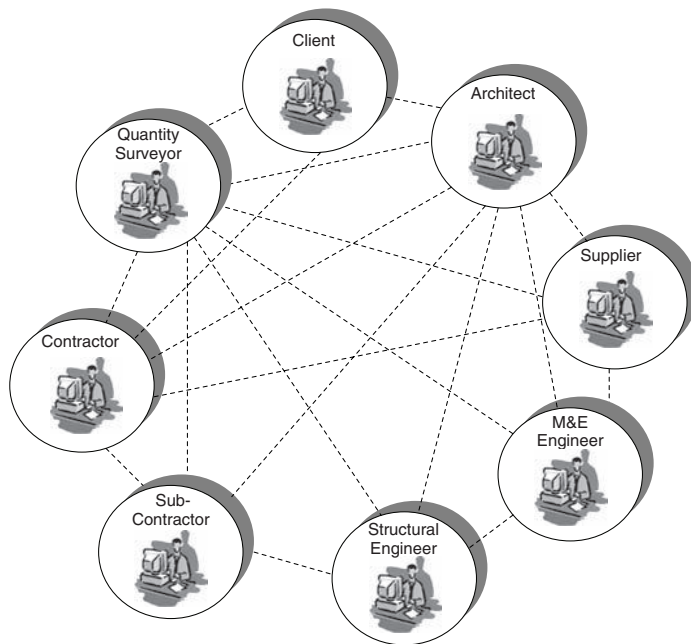 Client
Architect
Quantity
Surveyor
Supplier
Contractor
M&E
Engineer
Sub-
Contractor
Structural
Engineer